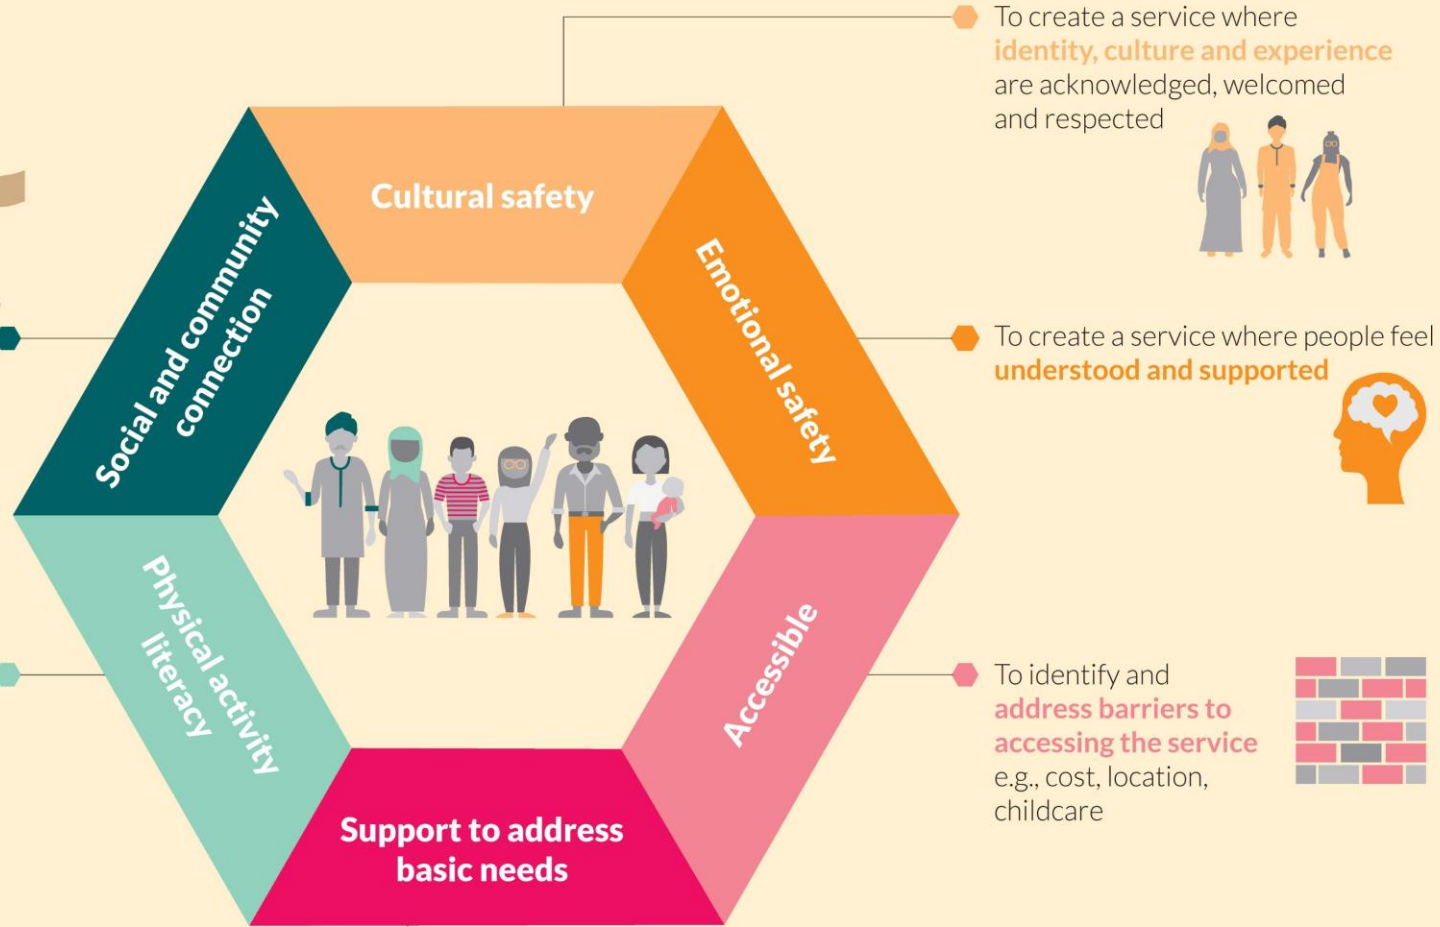 To create a service where
identity, culture and experience
are acknowledged, welcomed
and respected
Cultural safety
Social and community
connection
Emotional safety
To create a service where people feel
understood and supported
Physical activity
literacy
Accessible
To identify and
address barriers to
accessing the service
e.g., cost, location,
childcare
Support to address
basic needs